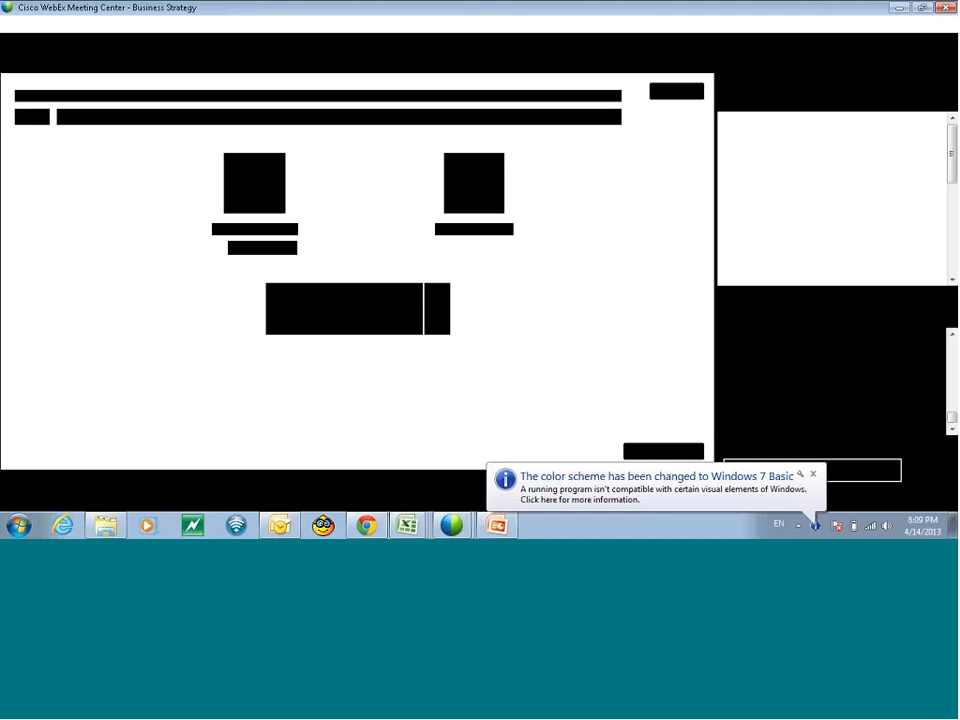 Cisco WebEx Meeting Center - Business Strategy
The color scheme has been changed to Windows 7 Basic
A running program isn't compatible with certain visual elements of Windows.
Click here for more information.
EN
8:09 PM
4/14/2013